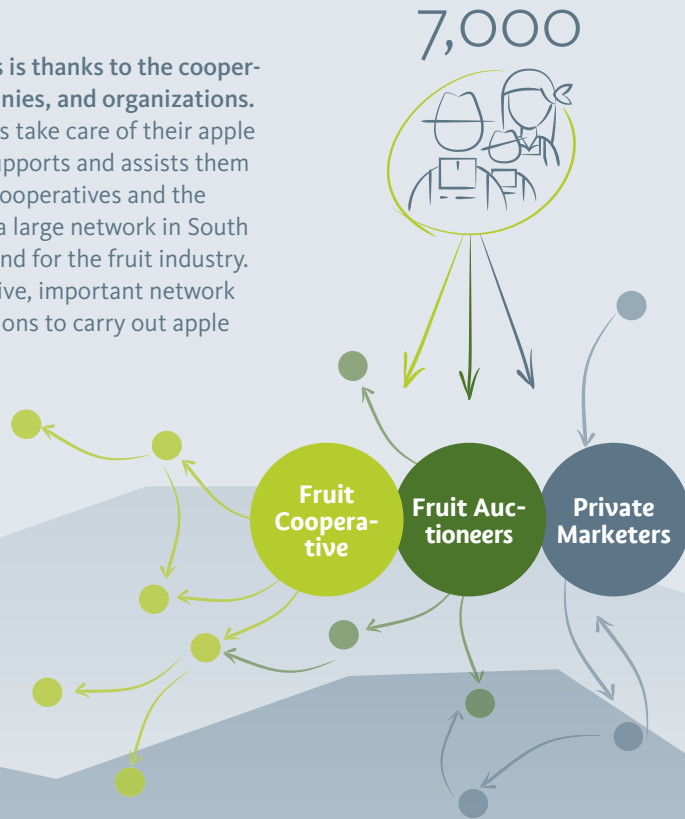 7,000
s is thanks to the cooper-
nies, and organizations.
s take care of their apple
upports and assists them
ooperatives and the
a large network in South
nd for the fruit industry.
ive, important network
ions to carry out apple
Fruit
Coopera-
tive
Fruit Auc-
tioneers
Private
Marketers